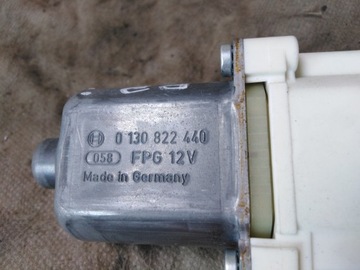 0 130 822 440
058 FPG 12V
Made in Germany